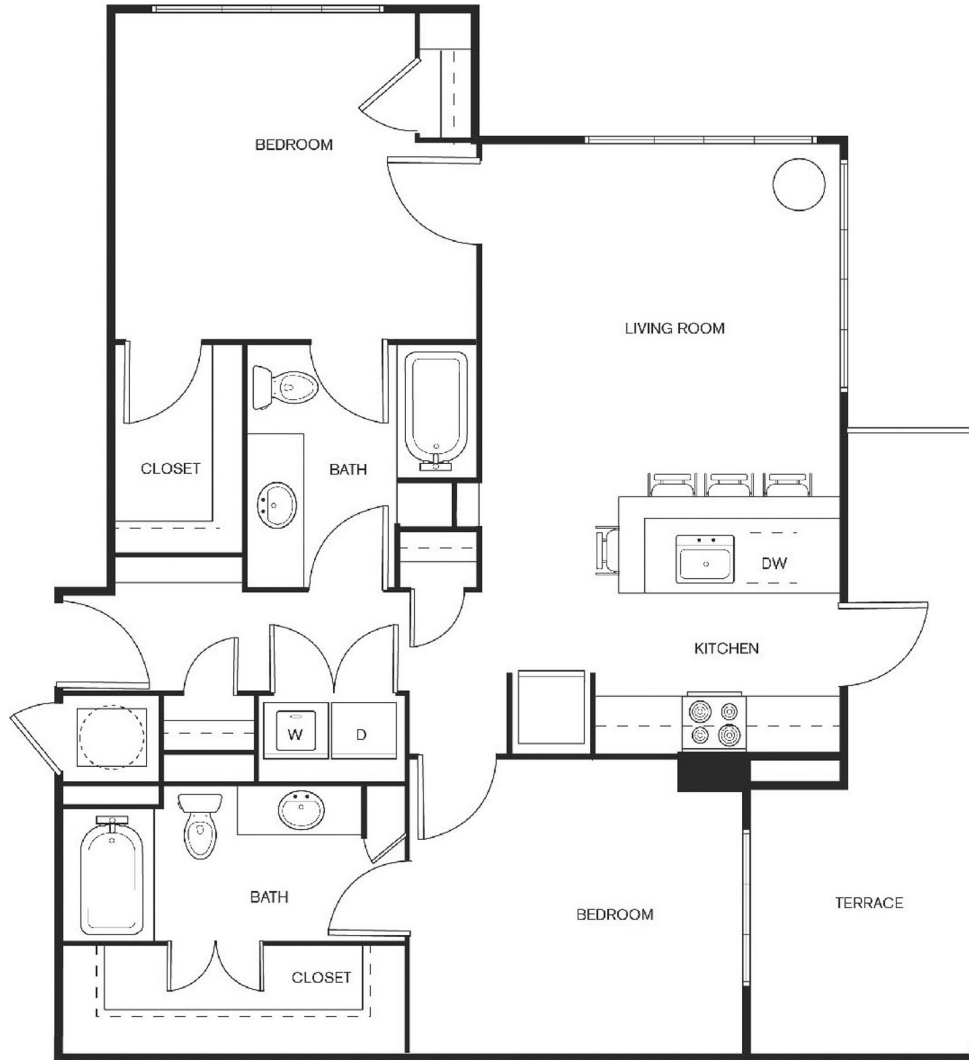 BEDROOM
LIVING ROOM
CLOSET
BATH
DW
KITCHEN
W
D
BATH
BEDROOM
TERRACE
CLOSET